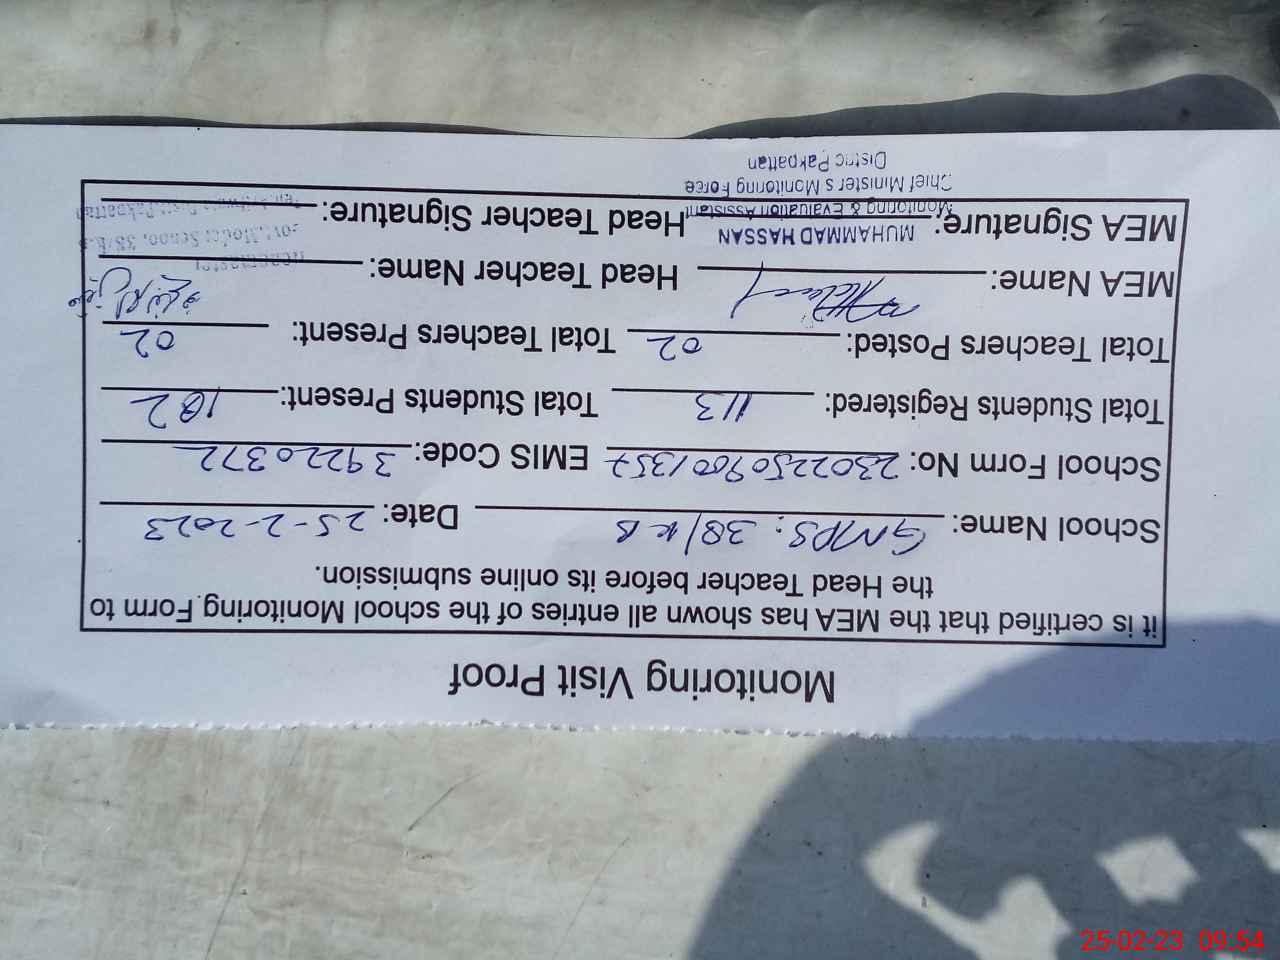 Monitoring Visit Proof
it is certified that the MEA has shown all entries of the school Monitoring Form to
the Head Teacher before its online submission.
School Name: GMPS: 38/KB Date: 25-2-2023
School Form No: 23022509001357 EMIS Code: 39220372
Total Students Registered: 113 Total Students Present: 102
Total Teachers Posted: 02 Total Teachers Present: 02
MEA Name: Head Teacher Name:
MEA Signature: Head Teacher Signature:
MUHAMMAD HASSAN
Monitoring & Evaluation Assistant
Chief Minister's Monitoring Force
Distric Pakpattan
25-02-23 09:54